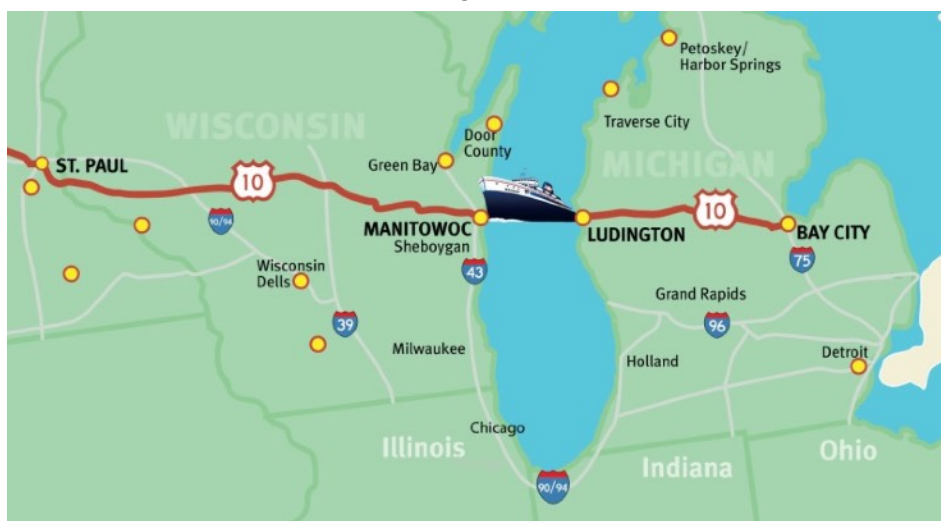 Petoskey/
Harbor Springs
Traverse City
WISCONSIN
Door
County
Green Bay
MICHIGAN
ST. PAUL
10
10
90/94
MANITOWOC
Sheboygan
LUDINGTON
BAY CITY
43
75
Wisconsin
Dells
Grand Rapids
39
96
Milwaukee
Holland
Detroit
Chicago
Illinois
Indiana
Ohio
90/94